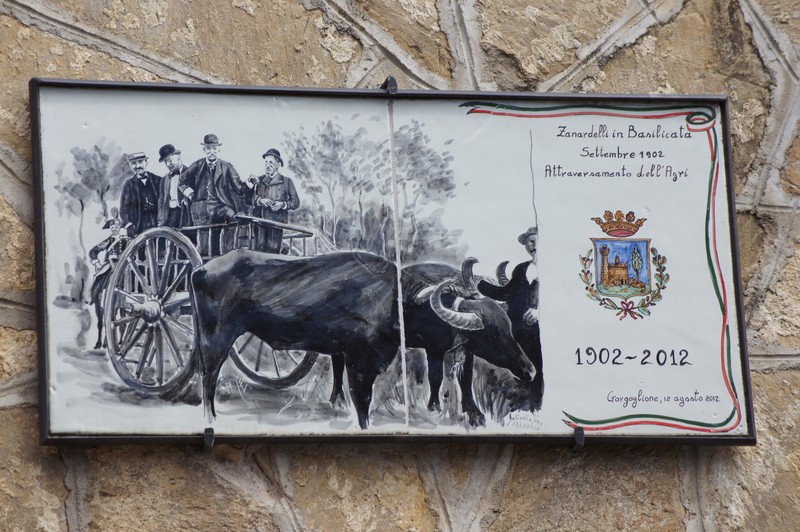 Zanardelli in Basilicata
Settembre 1902
Attraversamento dell'Agri
1902-2012
Gorgoglione, 12 agosto 2012